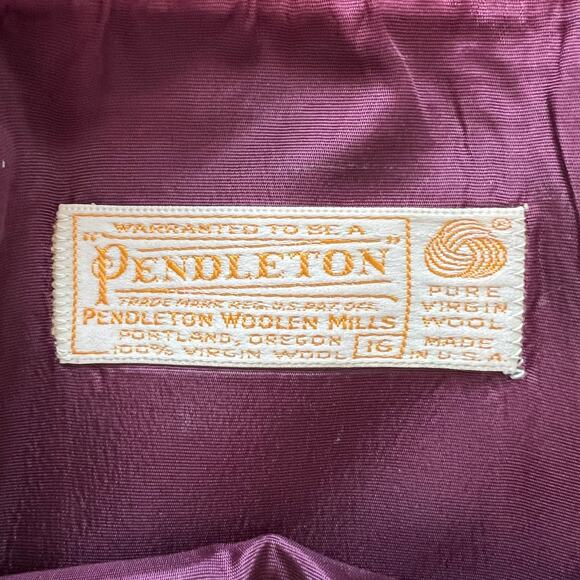 WARRANTED TO BE A
"PENDLETON"
TRADE MARK REG. U.S. PAT. OFF.
PENDLETON WOOLEN MILLS
PORTLAND, OREGON
100% VIRGIN WOOL
16
®
PURE
VIRGIN
WOOL
MADE
IN U.S.A.